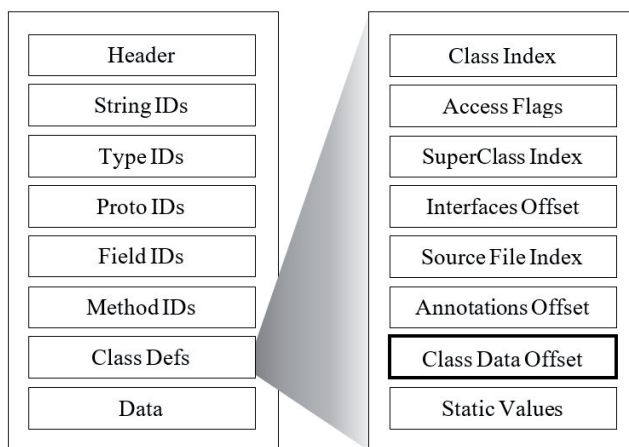 Header
String IDs
Type IDs
Proto IDs
Field IDs
Method IDs
Class Defs
Data
Class Index
Access Flags
SuperClass Index
Interfaces Offset
Source File Index
Annotations Offset
Class Data Offset
Static Values